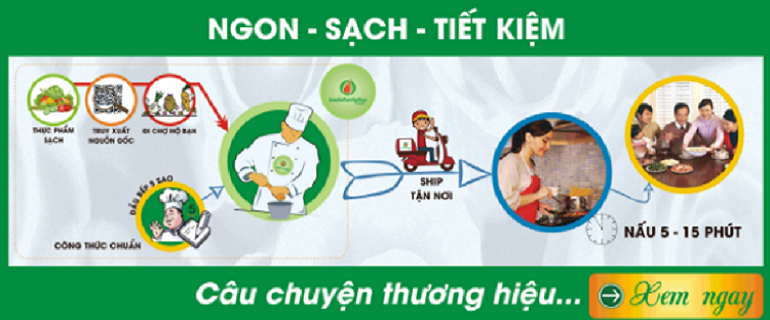 NGON - SẠCH - TIẾT KIỆM
THỰC PHẨM
SẠCH
TRUY XUẤT
NGUỒN GỐC
ĐI CHỢ HỘ BẠN
ĐẦU BẾP 5 SAO
5
CÔNG THỨC CHUẨN
SHIP
TẬN NƠI
NẤU 5 - 15 PHÚT
Câu chuyện thương hiệu...
Xem ngay